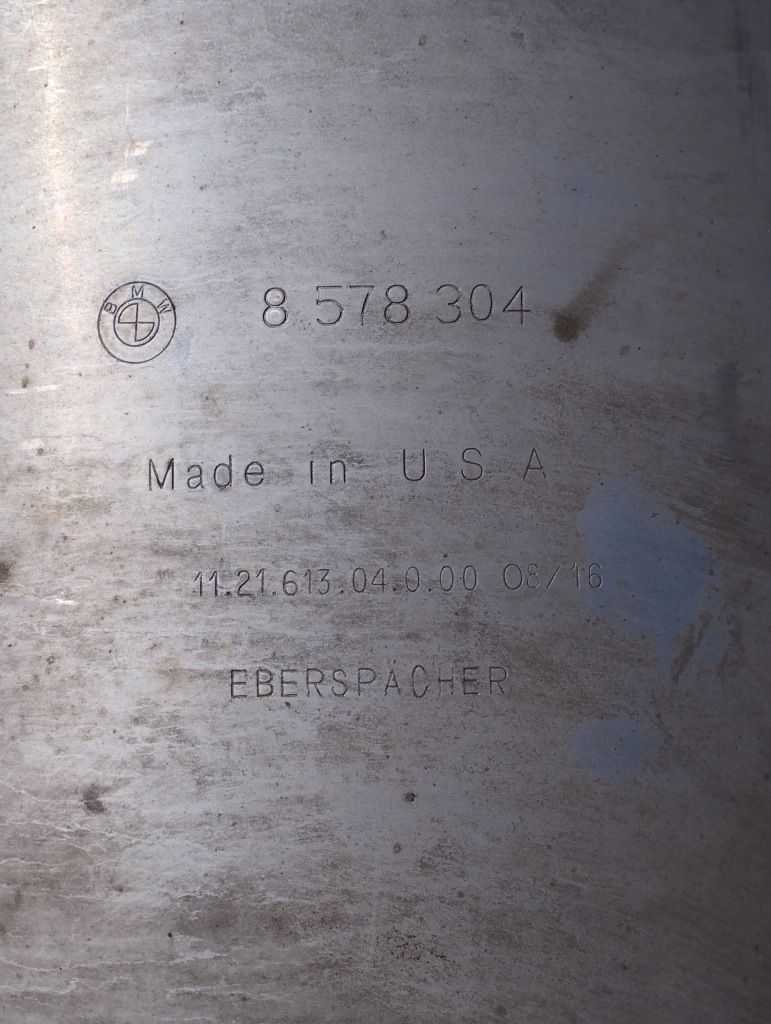 BMW 8 578 304
Made in U S A
11.21.613.04.0.00 08/16
EBERSPÄCHER